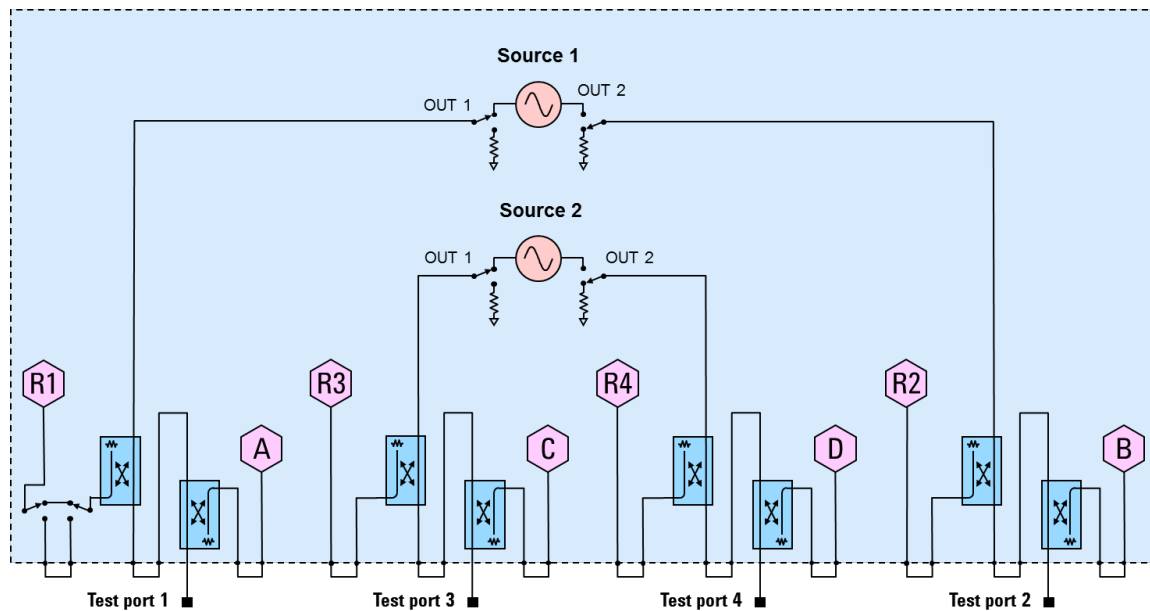 Source 1
OUT 1
OUT 2
Source 2
OUT 1
OUT 2
R1
R3
R4
R2
A
C
D
B
Test port 1
Test port 3
Test port 4
Test port 2